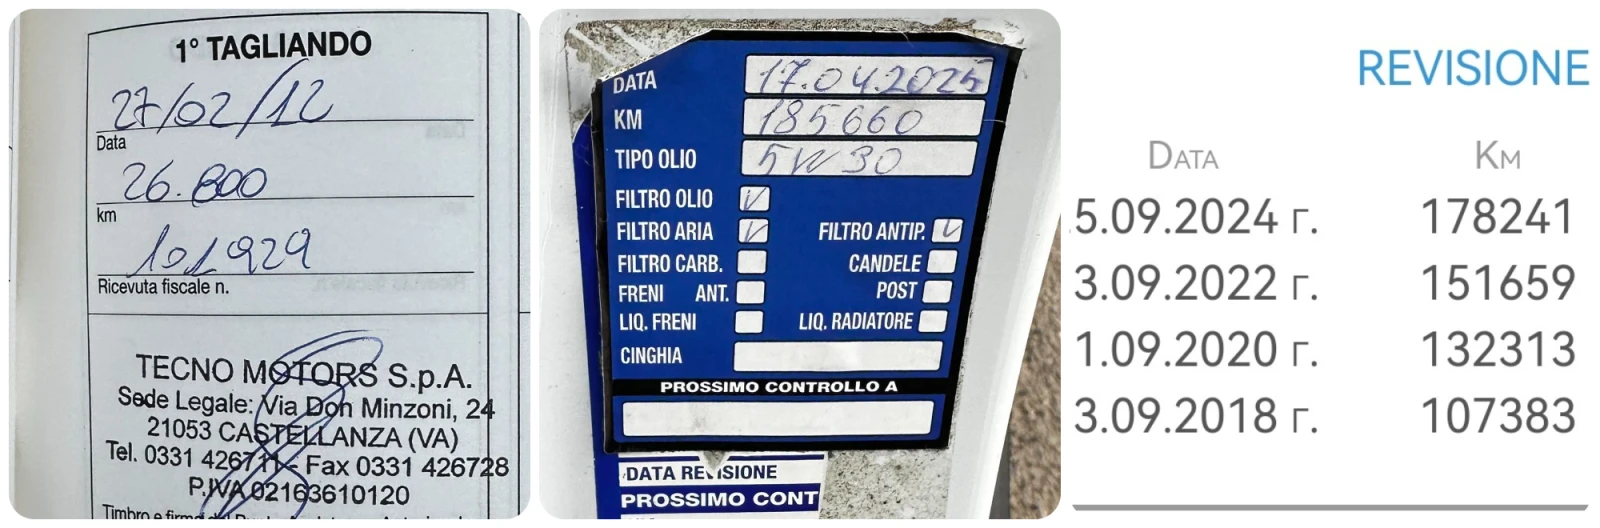 1° TAGLIANDO
27/02/12
Data
26.800
km
101929
Ricevuta fiscale n.
TECNO MOTORS S.p.A.
Sede Legale: Via Don Minzoni, 24
21053 CASTELLANZA (VA)
Tel. 0331 426711 - Fax 0331 426728
P.IVA 02163610120
Timbro e firma
DATA 17.04.2025
KM 185660
TIPO OLIO 5W30
FILTRO OLIO V
FILTRO ARIA V FILTRO ANTIP. V
FILTRO CARB. CANDELE
FRENI ANT. POST
LIQ. FRENI LIQ. RADIATORE
CINGHIA
PROSSIMO CONTROLLO A
DATA REVISIONE
PROSSIMO CONT
REVISIONE
DATA KM
5.09.2024 г. 178241
3.09.2022 г. 151659
1.09.2020 г. 132313
3.09.2018 г. 107383